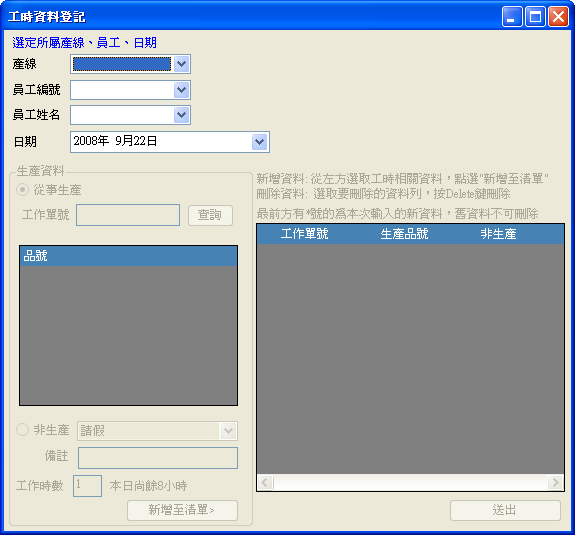 工時資料登記
選定所屬產線、員工、日期
產線
員工編號
員工姓名
日期 2008年 9月22日
生產資料
從事生產
工作單號 查詢
品號
非生產 請假
備註
工作時數 1 本日尚餘8小時
新增至清單>
新增資料: 從左方選取工時相關資料，點選"新增至清單"
刪除資料: 選取要刪除的資料列，按Delete鍵刪除
最前方有*號的為本次輸入的新資料，舊資料不可刪除
工作單號 生產品號 非生產
送出